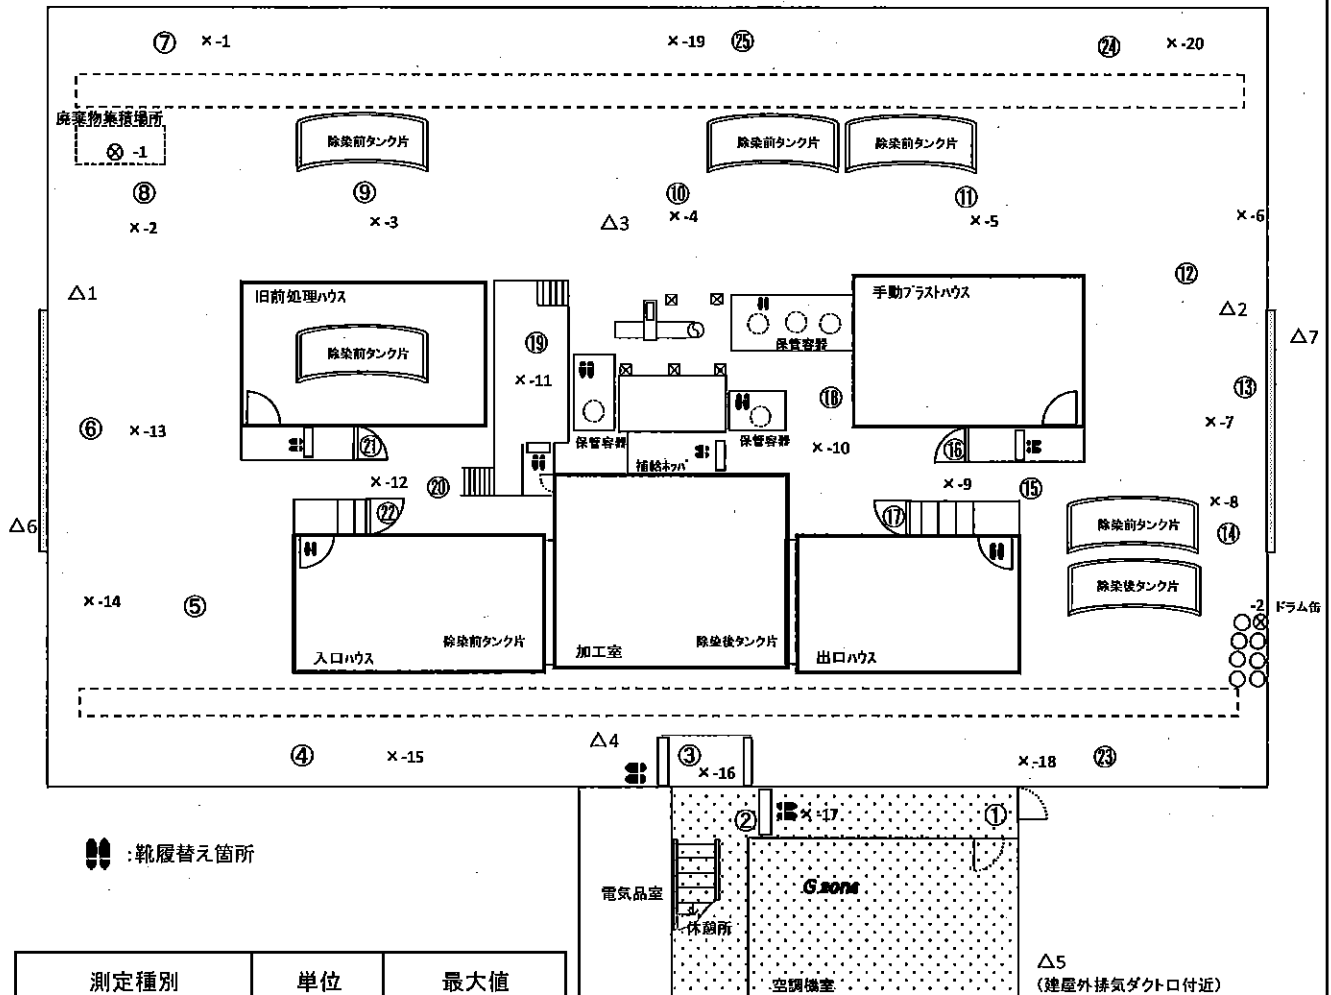 ⑦ ×-1 ×-19 ㉕ ㉔ ×-20
廃棄物集積場所
⊗ -1
除染前タンク片 除染前タンク片 除染前タンク片
⑧ ⑨ ⑩ ⑪
×-2 ×-3 △3 ×-4 ×-5 ×-6
⑫
△1 旧前処理ハウス 手動ブラストハウス
△2 △7
除染前タンク片 ⑲ 保管容器
×-11 ⑱ ⑬
⑥ ×-13 ×-7
㉑ 保管容器 保管容器 ×-10 ⑯
補給ホッパ
×-12 ⑳ ×-9 ⑮
△6 ㉒ ⑰ ×-8
除染前タンク片 ⑭
除染後タンク片
×-14 ⑤ -2 ドラム缶
入口ハウス 除染前タンク片 加工室 除染後タンク片 出口ハウス
④ ×-15 △4 ③ ×-16 ×-18 ㉓
② ×-17 ①
:靴履替え箇所
電気品室 G zone
休憩所
空調機室
△5
(建屋外排気ダクト口付近)
測定種別 単位 最大値